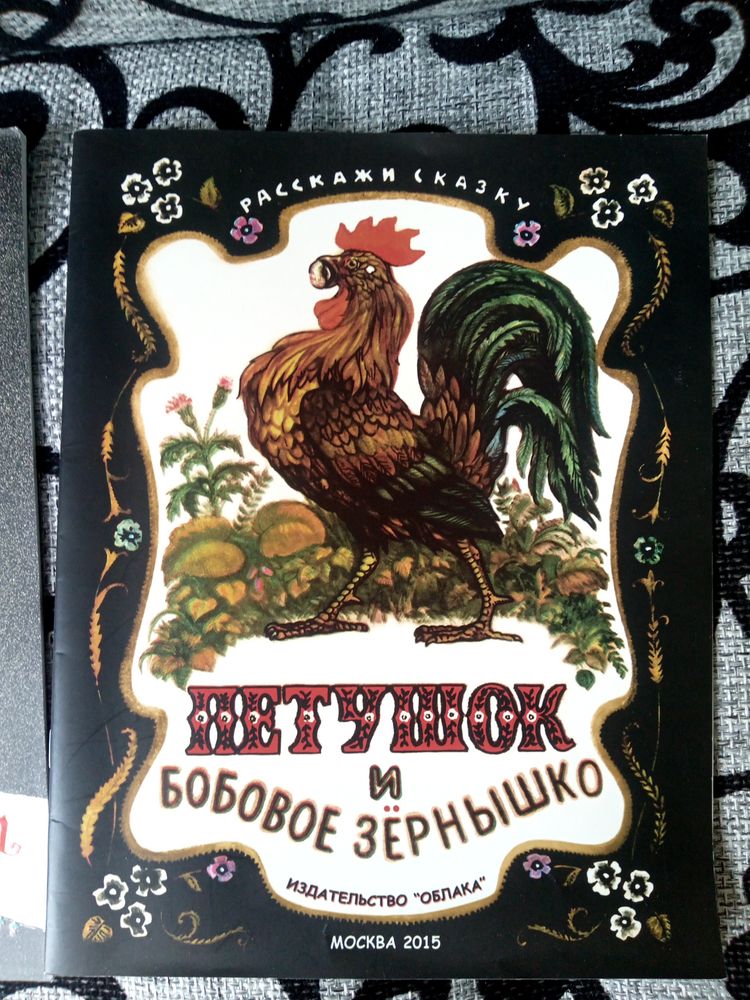 РАССКАЖИ СКАЗКУ
ПЕТУШОК
И
БОБОВОЕ ЗЁРНЫШКО
ИЗДАТЕЛЬСТВО "ОБЛАКА"
МОСКВА 2015